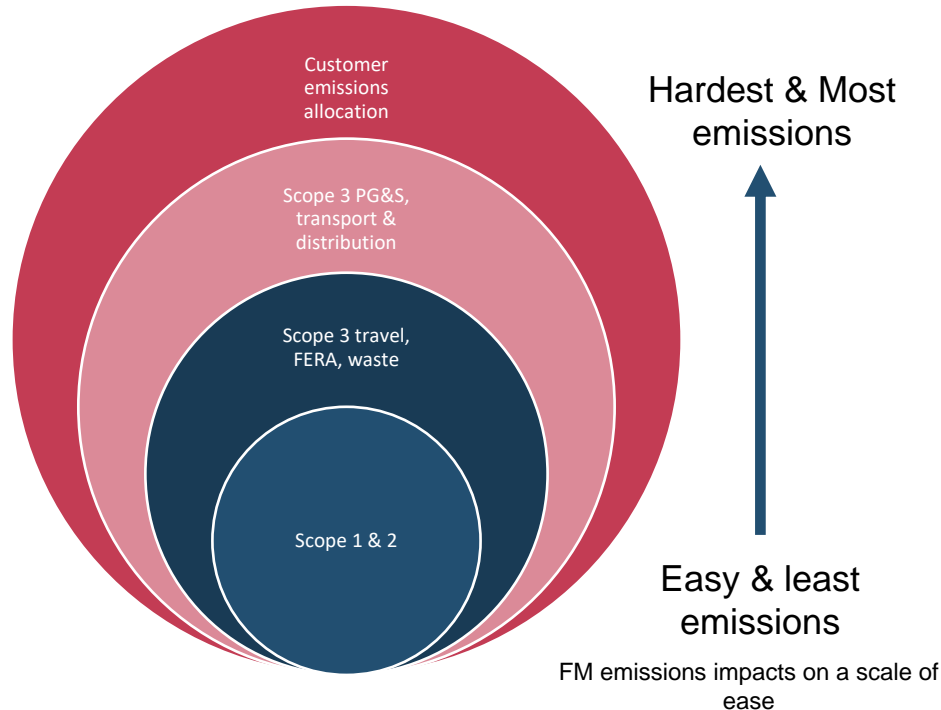 Customer
emissions
allocation
Scope 3 PG&S,
transport &
distribution
Scope 3 travel,
FERA, waste
Scope 1 & 2
Hardest & Most
emissions
Easy & least
emissions
FM emissions impacts on a scale of
ease